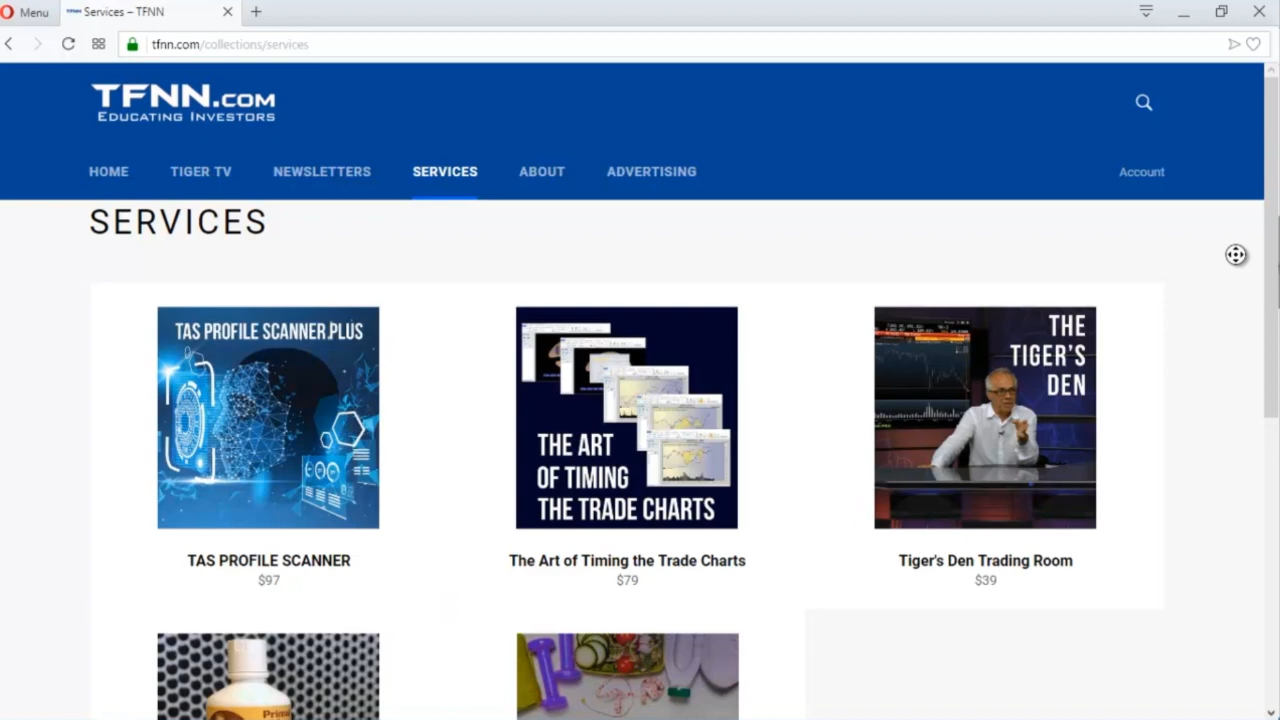 Menu
Services – TFNN
tfnn.com/collections/services
TFNN.COM
EDUCATING INVESTORS
HOME TIGER TV NEWSLETTERS SERVICES ABOUT ADVERTISING Account
SERVICES
TAS PROFILE SCANNER.PLUS
THE ART
OF TIMING
THE TRADE CHARTS
THE
TIGER'S
DEN
TAS PROFILE SCANNER
$97
The Art of Timing the Trade Charts
$79
Tiger's Den Trading Room
$39
Prima